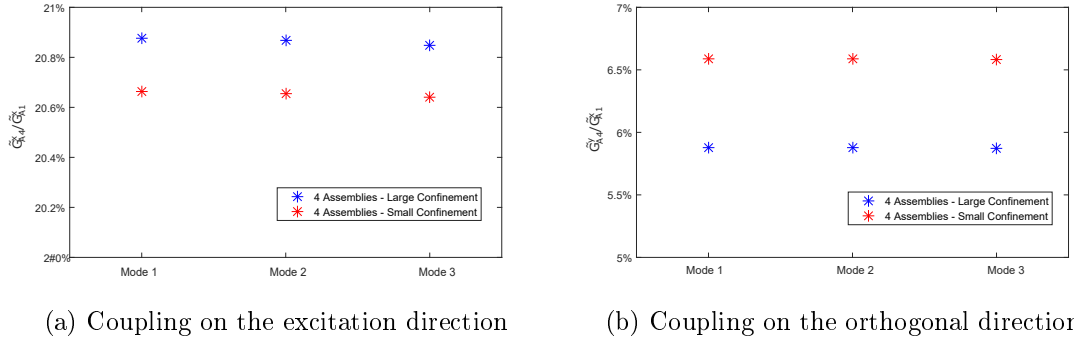 21%
20.8%
20.6%
20.4%
20.2%
2#0%
G̃ˣA4/G̃ˣA1
4 Assemblies - Large Confinement
4 Assemblies - Small Confinement
Mode 1 Mode 2 Mode 3
(a) Coupling on the excitation direction
7%
6.5%
6%
5.5%
5%
G̃ʸA4/G̃ˣA1
4 Assemblies - Large Confinement
4 Assemblies - Small Confinement
Mode 1 Mode 2 Mode 3
(b) Coupling on the orthogonal direction